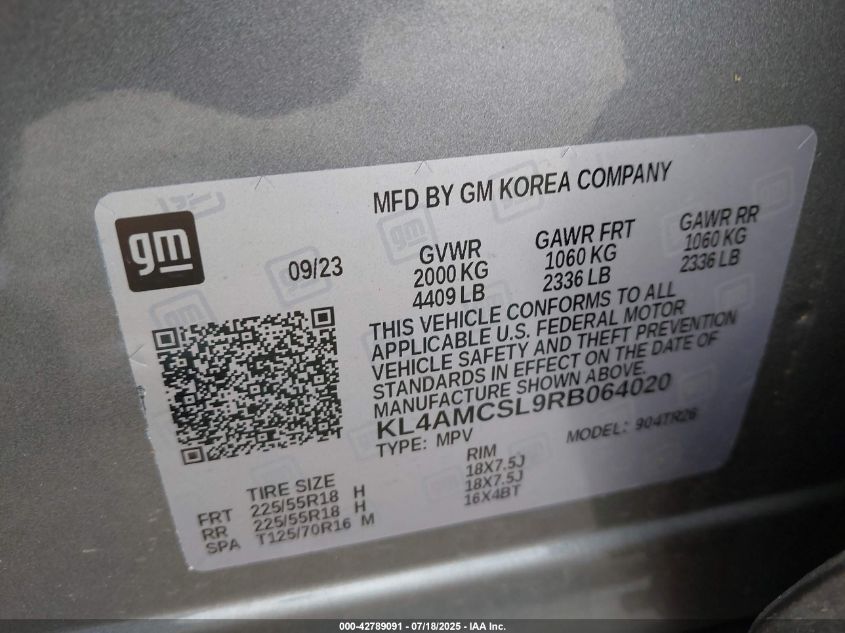 MFD BY GM KOREA COMPANY
gm
09/23
GVWR GAWR FRT GAWR RR
2000 KG 1060 KG 1060 KG
4409 LB 2336 LB 2336 LB
THIS VEHICLE CONFORMS TO ALL
APPLICABLE U.S. FEDERAL MOTOR
VEHICLE SAFETY AND THEFT PREVENTION
STANDARDS IN EFFECT ON THE DATE OF
MANUFACTURE SHOWN ABOVE.
KL4AMCSL9RB064020
TYPE: MPV MODEL: 904TR26
TIRE SIZE RIM
FRT 225/55R18 H 18X7.5J
RR 225/55R18 H 18X7.5J
SPA T125/70R16 M 16X4BT
000-42789091 - 07/18/2025 - IAA Inc.